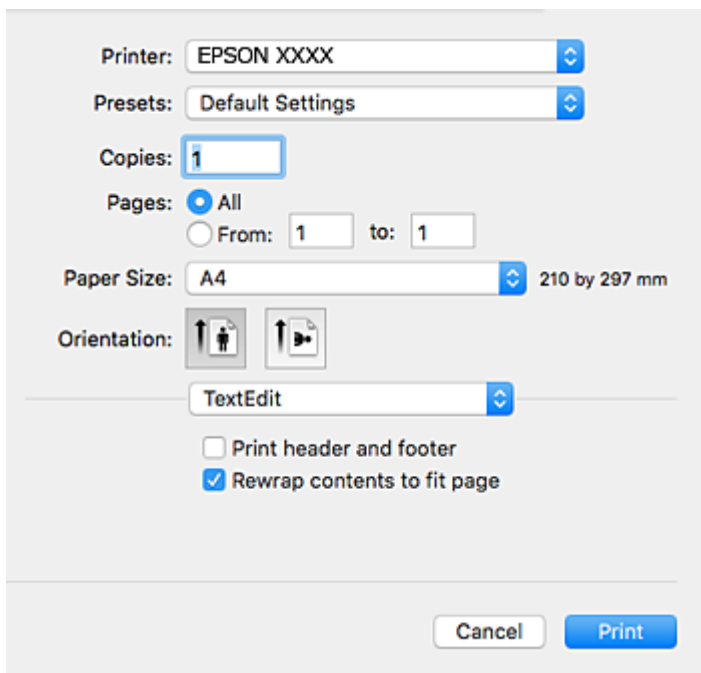 Printer: EPSON XXXX
Presets: Default Settings
Copies: 1
Pages: All
From: 1 to: 1
Paper Size: A4 210 by 297 mm
Orientation:
TextEdit
Print header and footer
Rewrap contents to fit page
Cancel Print